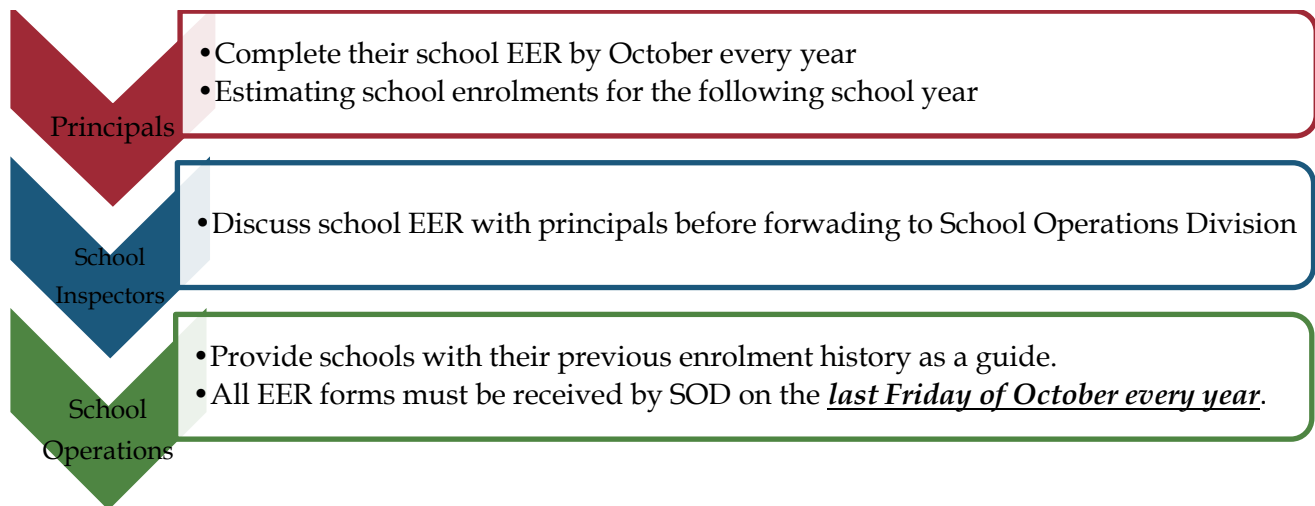 •Complete their school EER by October every year
•Estimating school enrolments for the following school year
Principals
•Discuss school EER with principals before forwading to School Operations Division
School
Inspectors
•Provide schools with their previous enrolment history as a guide.
•All EER forms must be received by SOD on the last Friday of October every year.
School
Operations